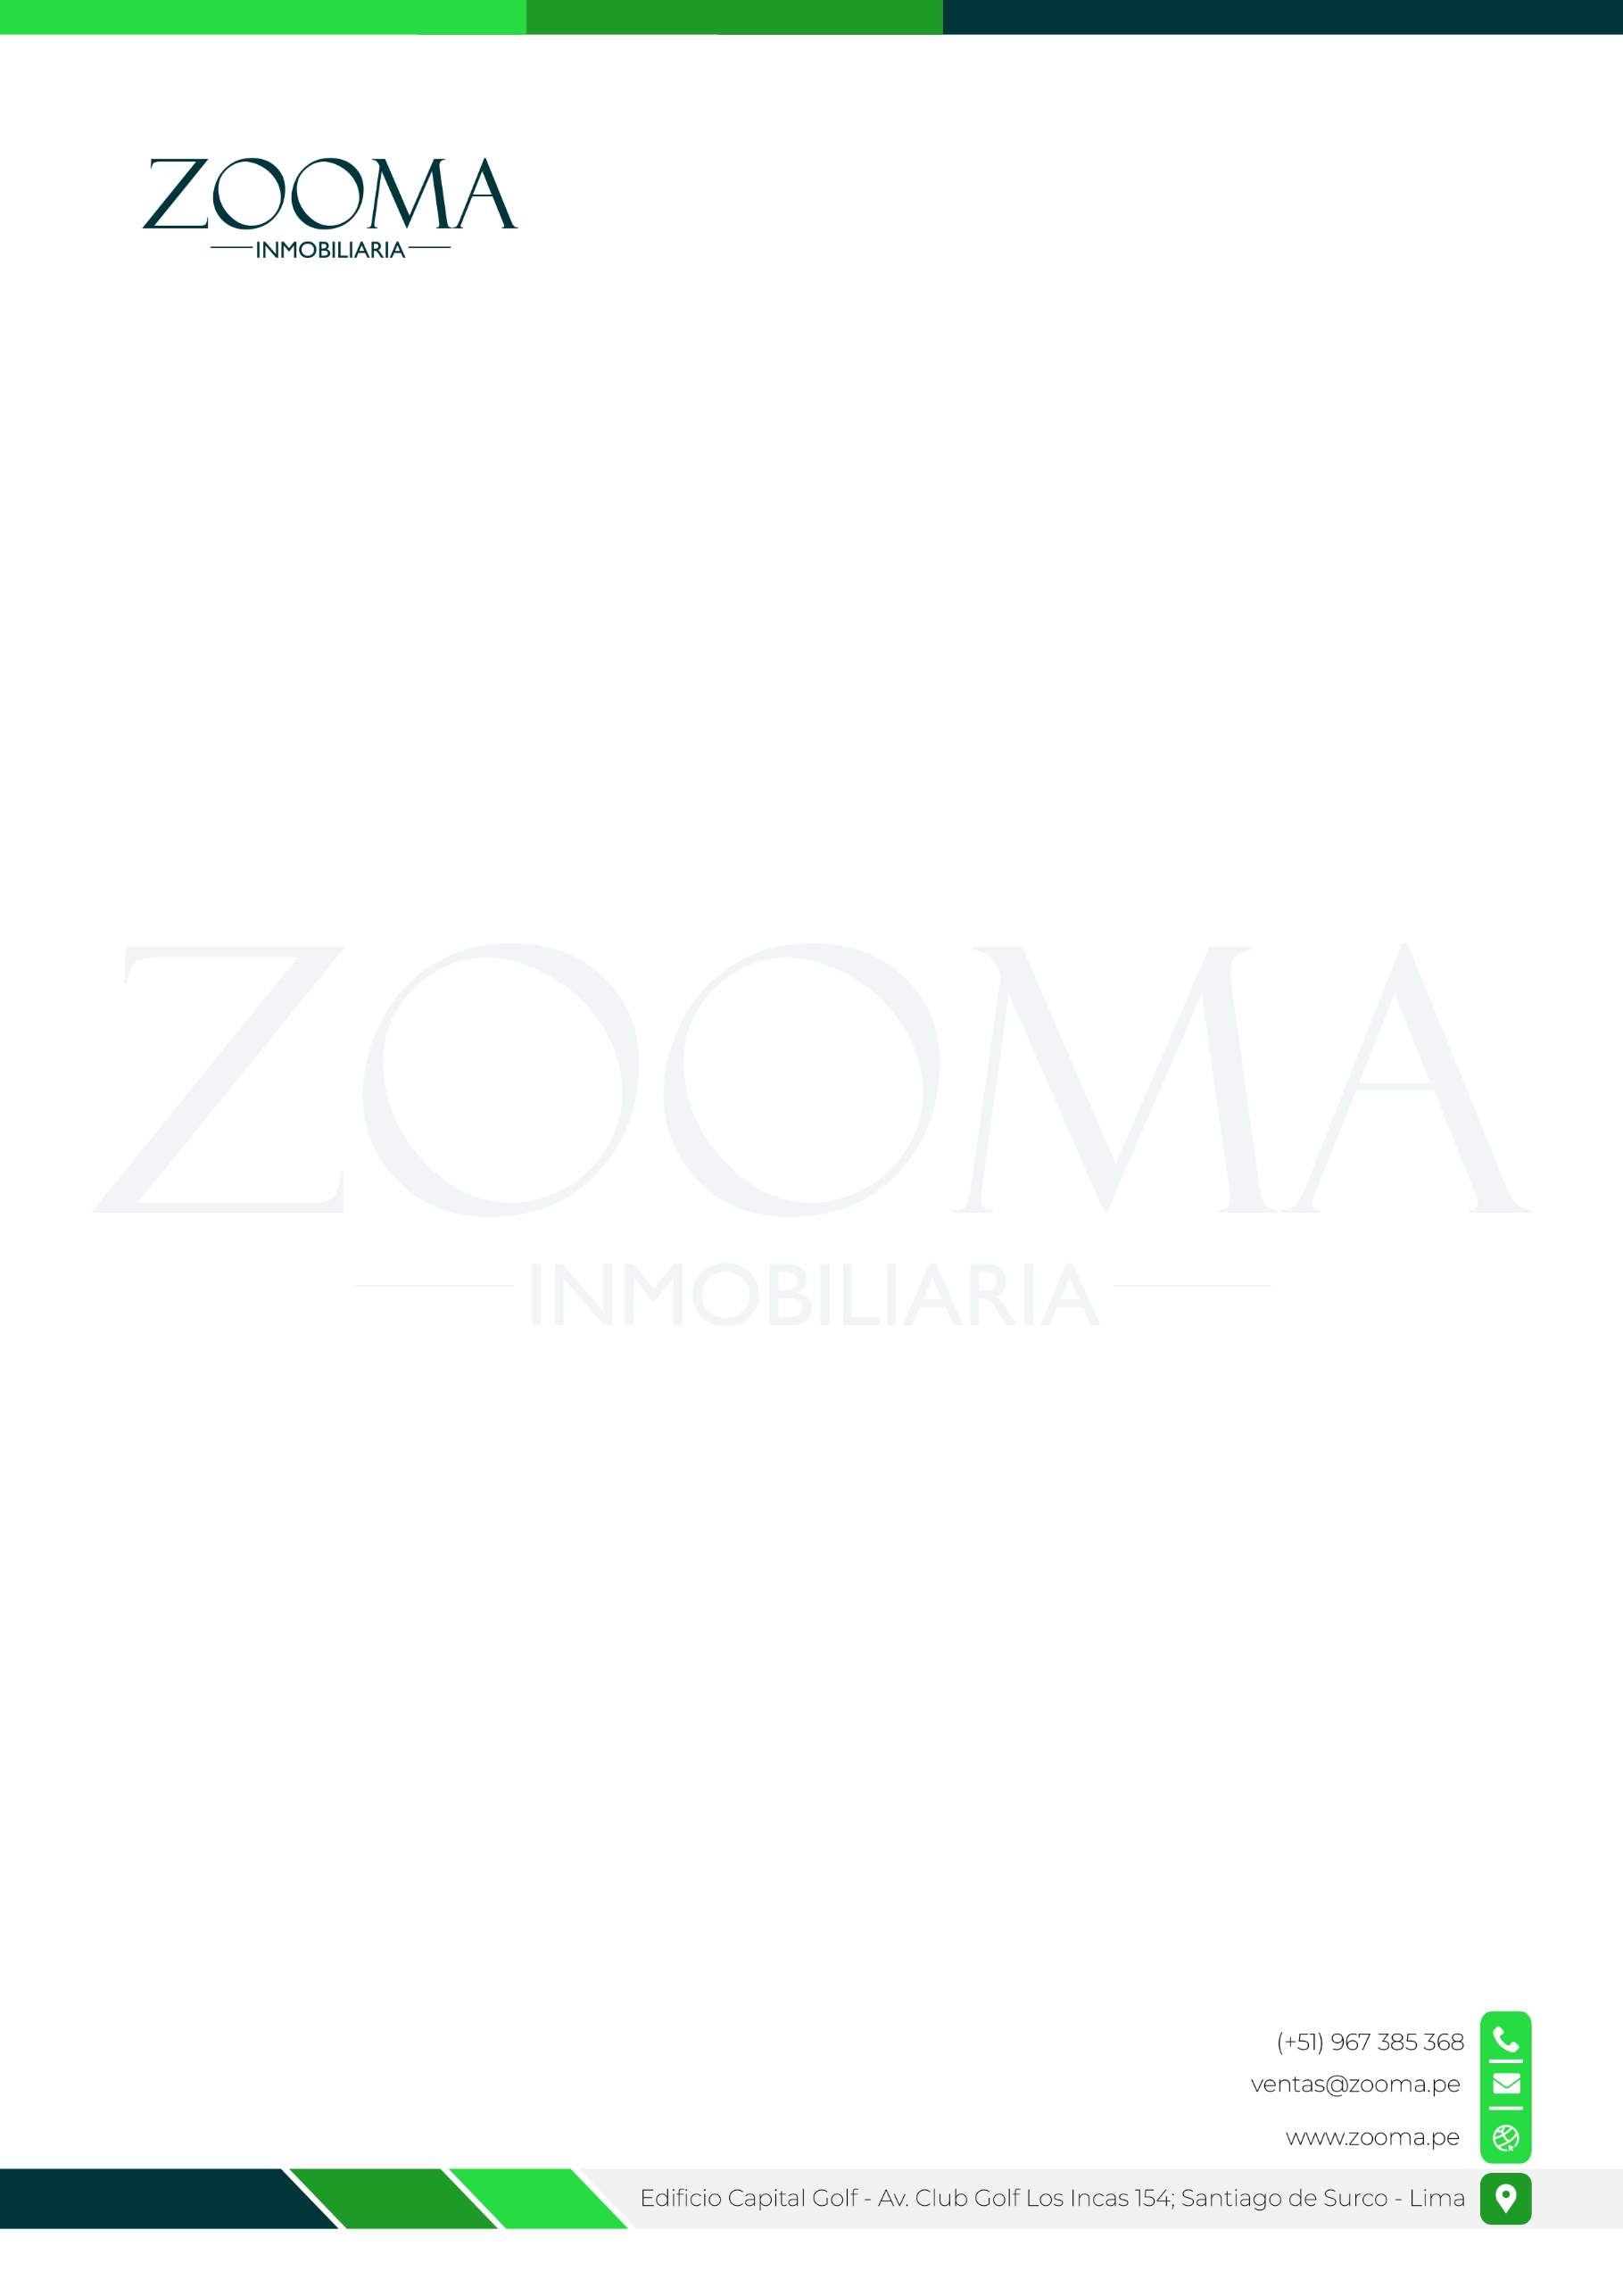 ZOOMA
INMOBILIARIA
ZOOMA
INMOBILIARIA
(+51) 967 385 368
ventas@zooma.pe
www.zooma.pe
Edificio Capital Golf - Av. Club Golf Los Incas 154; Santiago de Surco - Lima